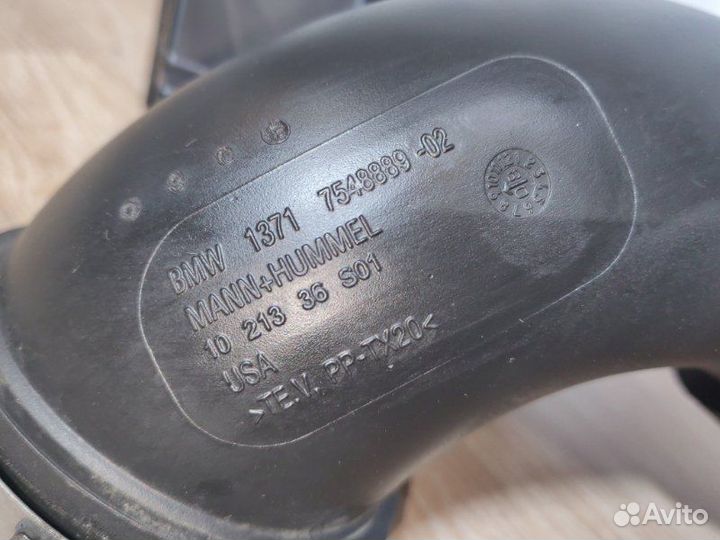 BMW 1371 7548889-02
MANN+HUMMEL
10 213 36 S01
USA
>TE.V. PP-TX20<
Avito